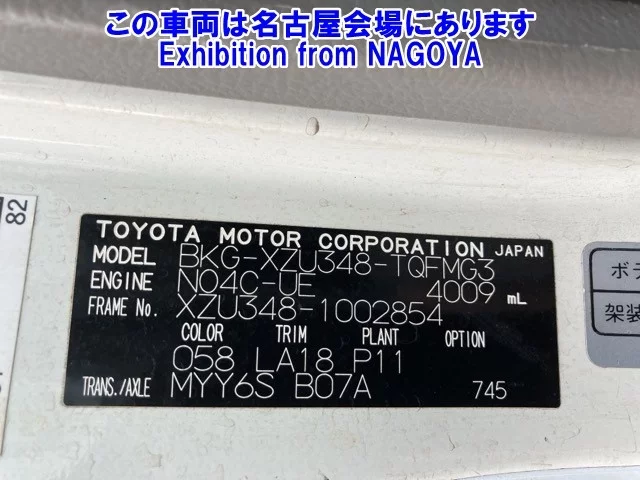 この車両は名古屋会場にあります
Exhibition from NAGOYA
82
TOYOTA MOTOR CORPORATION JAPAN
MODEL BKG-XZU348-TQFMG3
ENGINE N04C-UE 4009 mL
FRAME No. XZU348-1002854
COLOR TRIM PLANT OPTION
058 LA18 P11
TRANS./AXLE MYY6S B07A 745
ボデ
架装